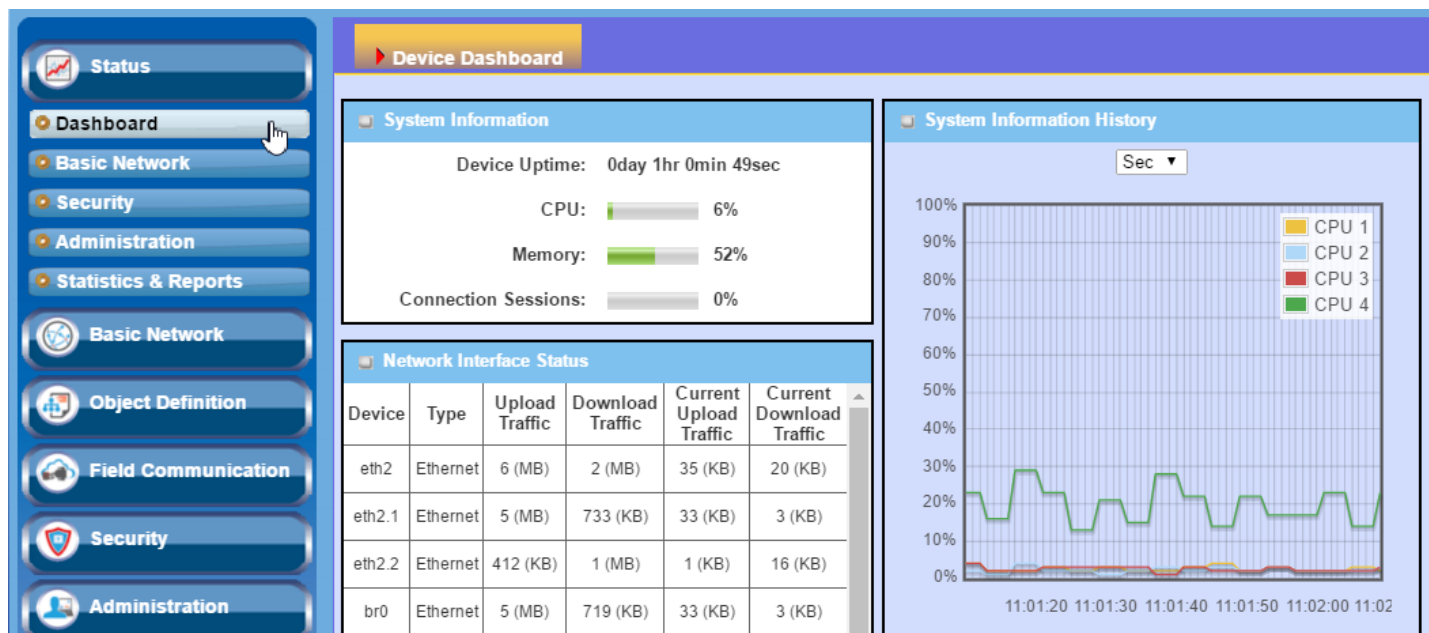 Status
Dashboard
Basic Network
Security
Administration
Statistics & Reports
Basic Network
Object Definition
Field Communication
Security
Administration
Device Dashboard
System Information
Device Uptime: 0day 1hr 0min 49sec
CPU: 6%
Memory: 52%
Connection Sessions: 0%
Network Interface Status
Device Type Upload Traffic Download Traffic Current Upload Traffic Current Download Traffic
eth2 Ethernet 6 (MB) 2 (MB) 35 (KB) 20 (KB)
eth2.1 Ethernet 5 (MB) 733 (KB) 33 (KB) 3 (KB)
eth2.2 Ethernet 412 (KB) 1 (MB) 1 (KB) 16 (KB)
br0 Ethernet 5 (MB) 719 (KB) 33 (KB) 3 (KB)
System Information History
Sec
100%
90%
80%
70%
60%
50%
40%
30%
20%
10%
0%
CPU 1
CPU 2
CPU 3
CPU 4
11:01:20 11:01:30 11:01:40 11:01:50 11:02:00 11:02